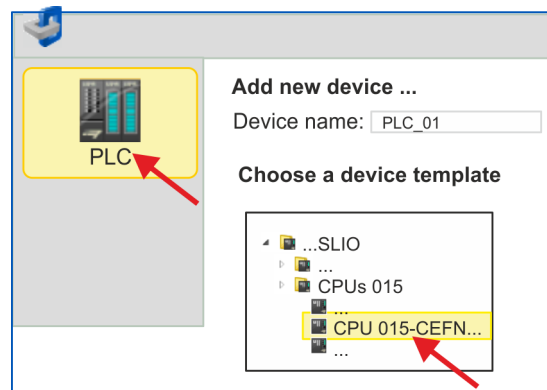 PLC
Add new device ...
Device name: PLC_01
Choose a device template
...SLIO
...
CPUs 015
...
CPU 015-CEFN...
...